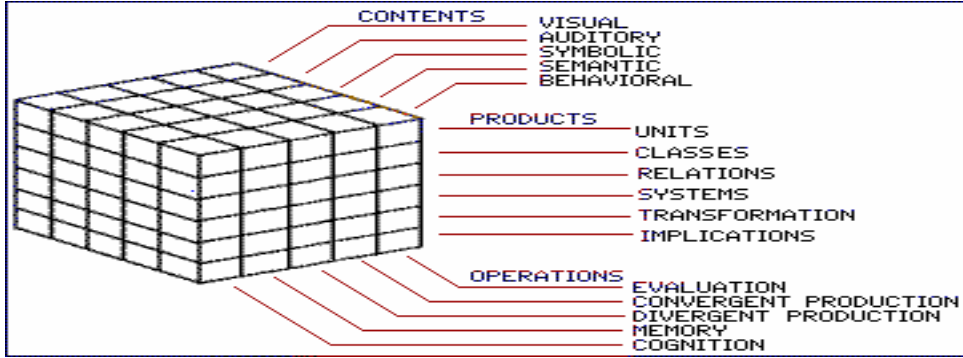 CONTENTS
VISUAL
AUDITORY
SYMBOLIC
SEMANTIC
BEHAVIORAL
PRODUCTS
UNITS
CLASSES
RELATIONS
SYSTEMS
TRANSFORMATION
IMPLICATIONS
OPERATIONS
EVALUATION
CONVERGENT PRODUCTION
DIVERGENT PRODUCTION
MEMORY
COGNITION